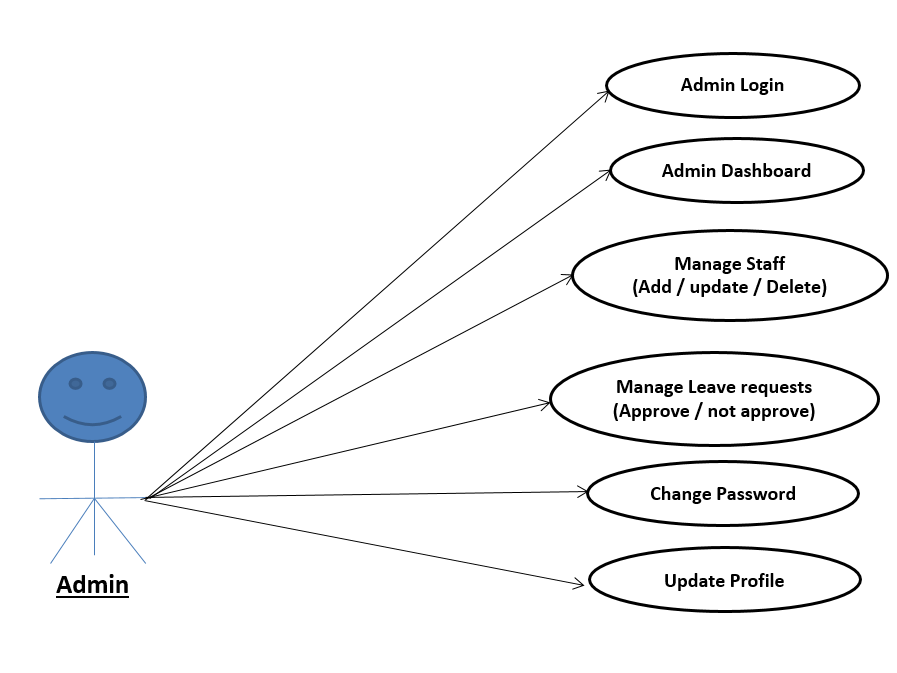 Admin Login
Admin Dashboard
Manage Staff
(Add / update / Delete)
Manage Leave requests
(Approve / not approve)
Change Password
Update Profile
Admin